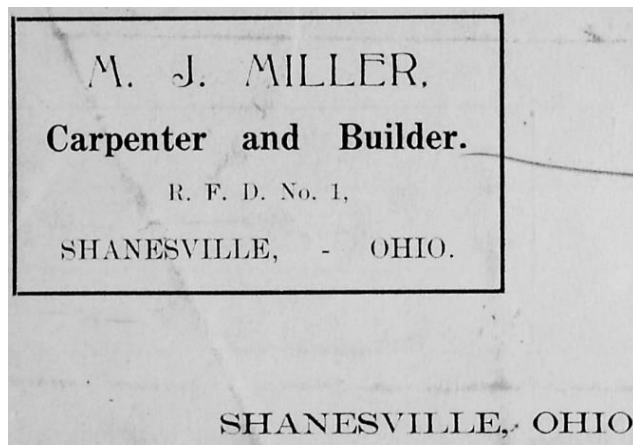 M. J. MILLER,
Carpenter and Builder.
R. F. D. No. 1,
SHANESVILLE, - OHIO.
SHANESVILLE, OHIO